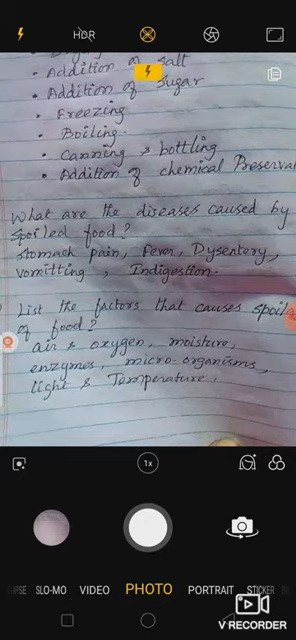 HDR
• Addition of salt
• Addition of sugar
• Freezing
• Boiling.
• Canning & bottling
• Addition of chemical Preserva
What are the diseases caused by
spoiled food?
stomach pain, Fever, Dysentery,
vomitting, Indigestion.
List the factors that causes spoila
of food?
air & oxygen, moisture,
enzymes, micro-organisms,
light & Temperature.
1x
SLO-MO VIDEO PHOTO PORTRAIT STICKER
V RECORDER